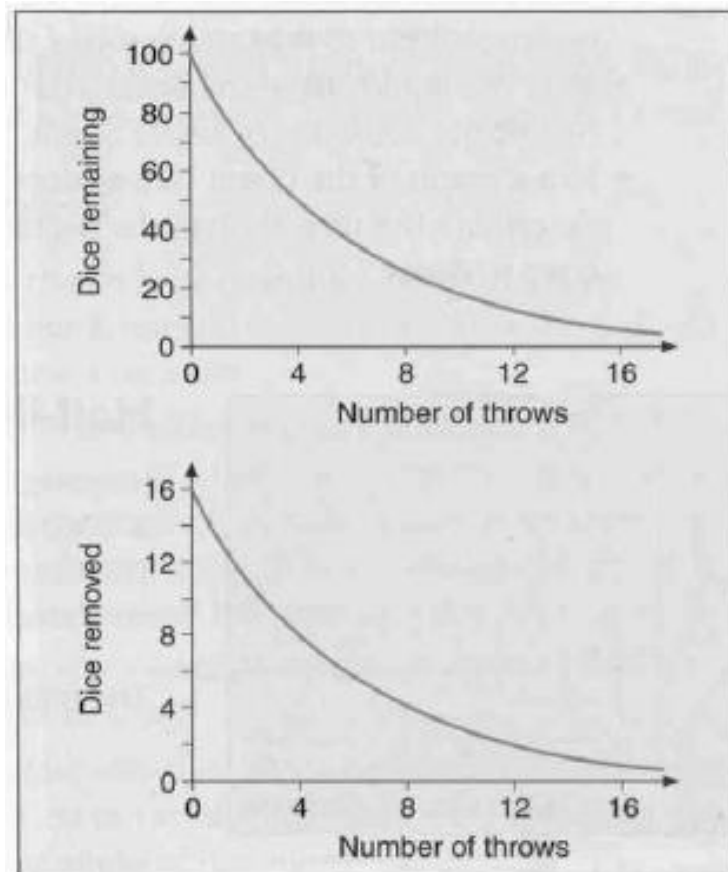 100
80
60
40
20
0
Dice remaining
0 4 8 12 16
Number of throws
16
12
8
4
0
Dice removed
0 4 8 12 16
Number of throws